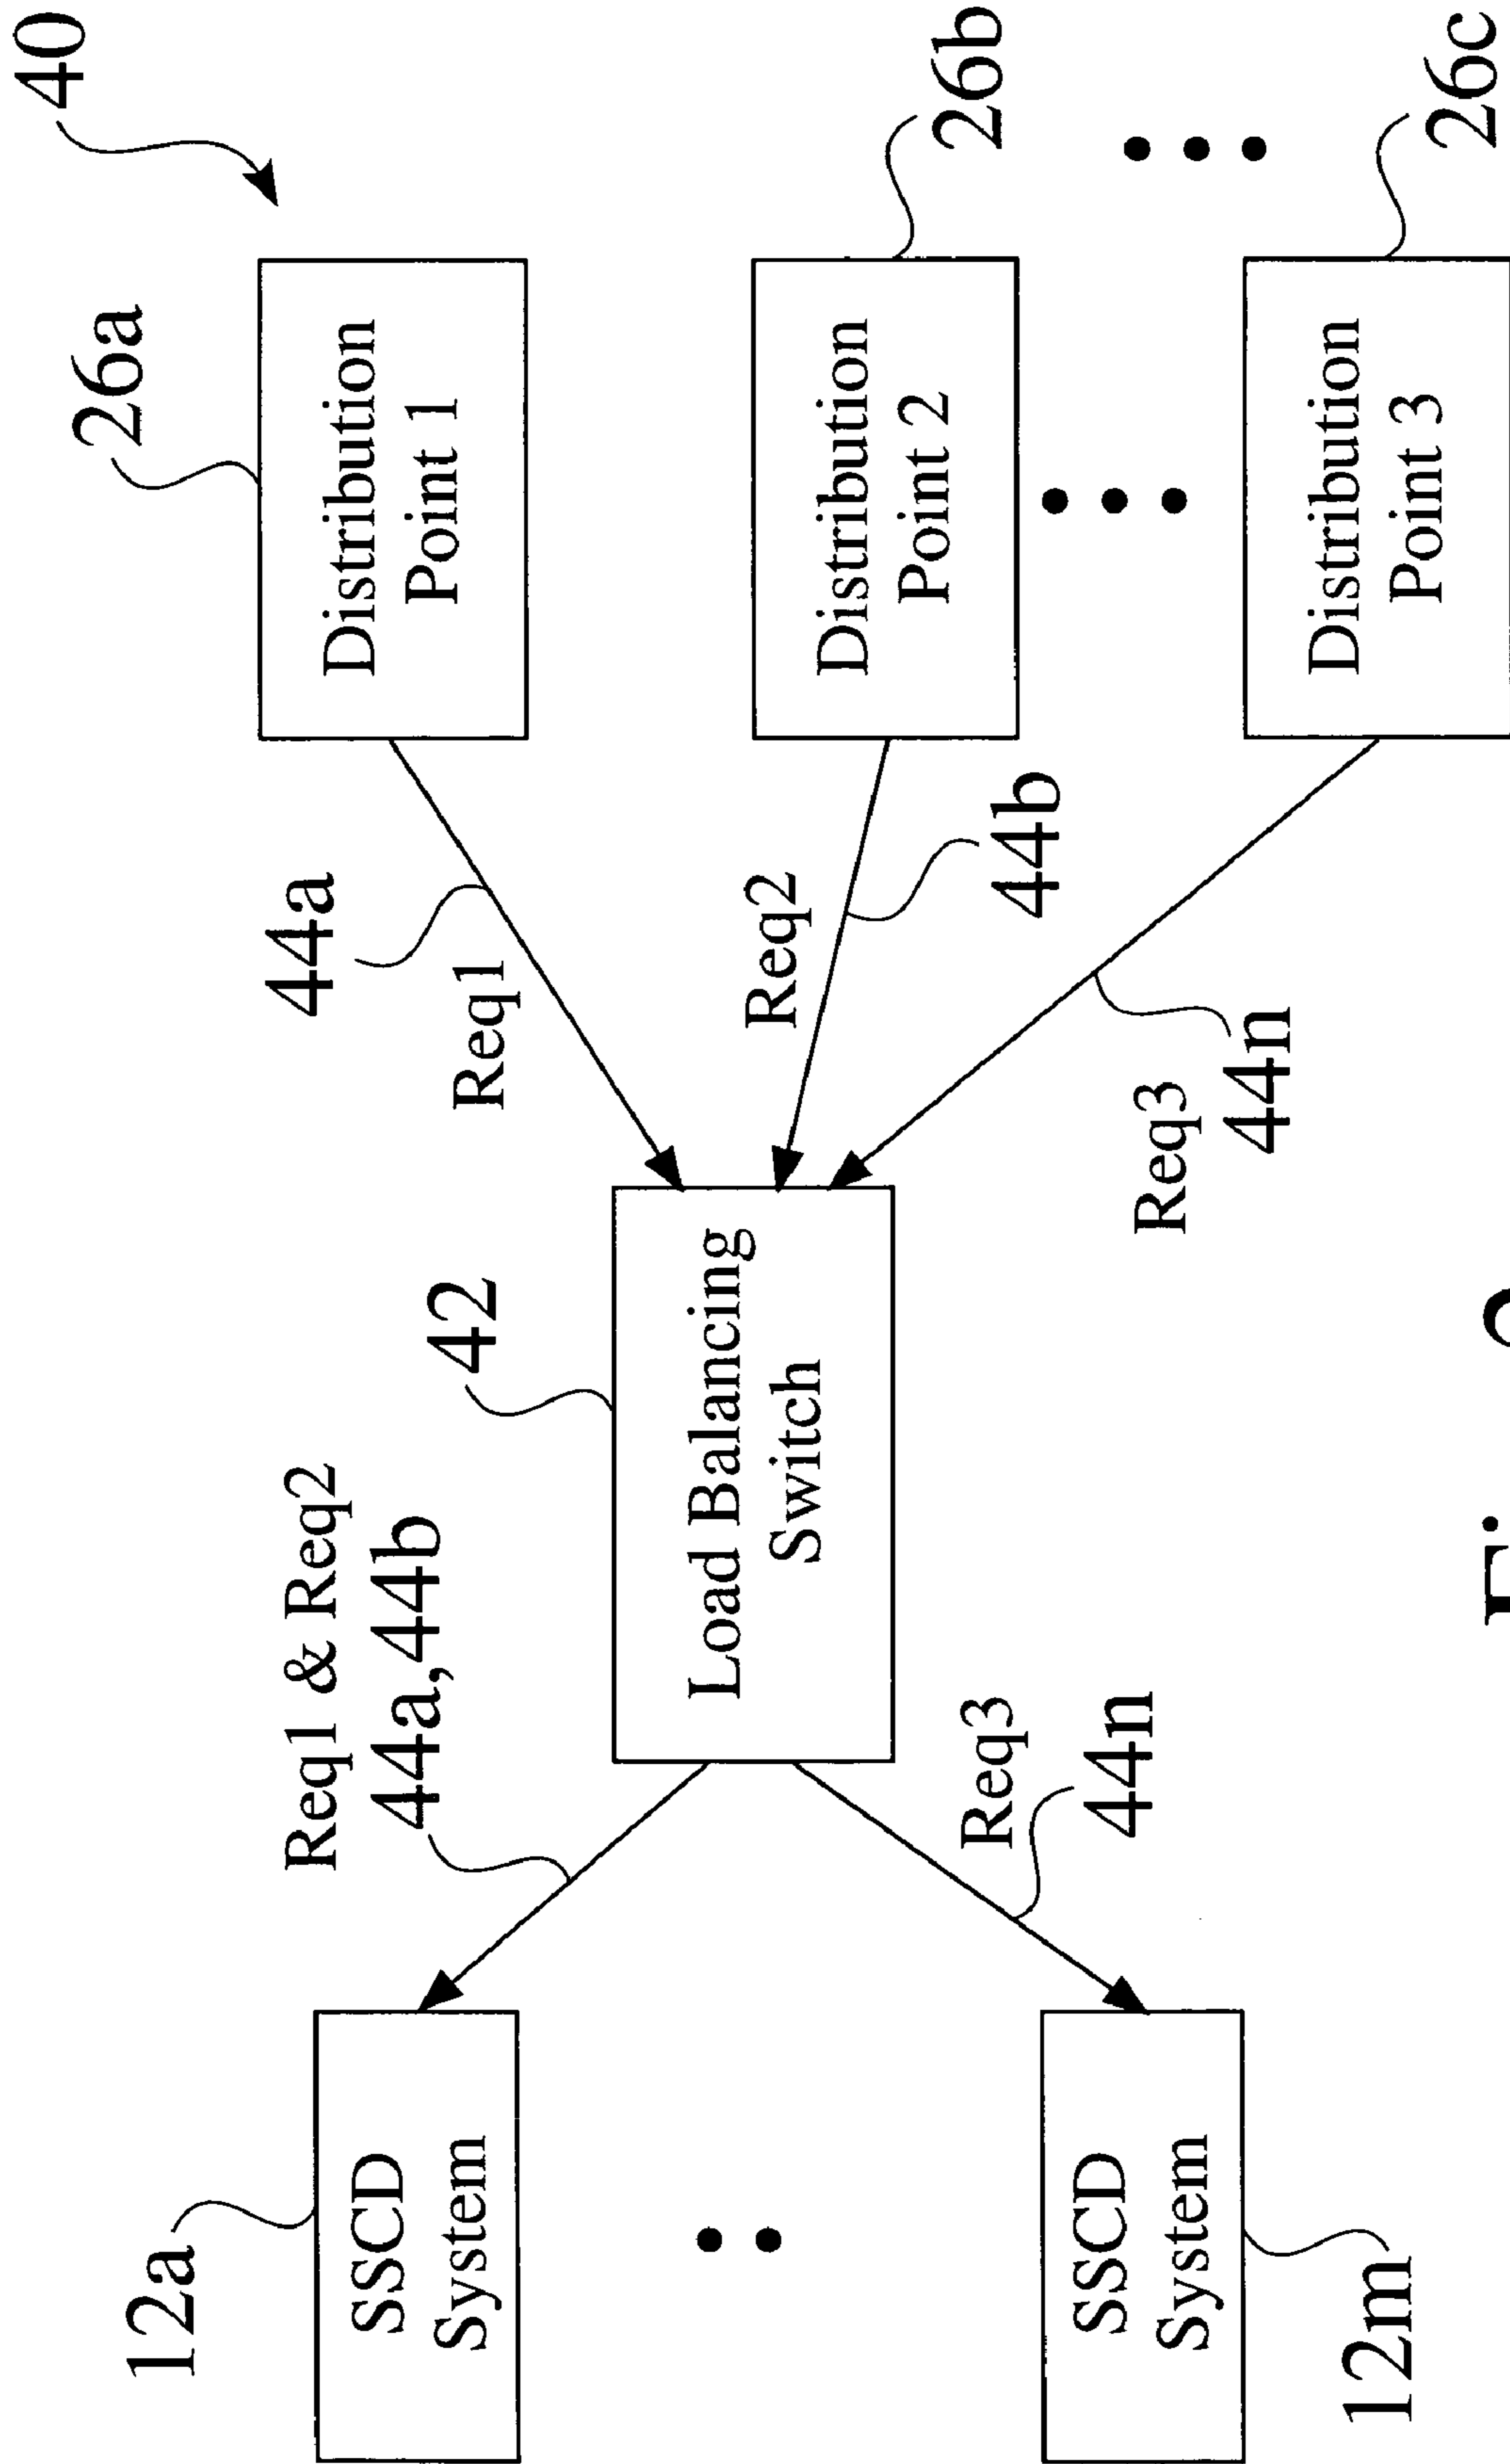 40
12a
SSCD
System
Req1 & Req2
44a,44b
42
Load Balancing
Switch
44a
Req1
26a
Distribution
Point 1
Req2
44b
Distribution
Point 2
26b
SSCD
System
12m
Req3
44n
Req3
44n
Distribution
Point 3
26c